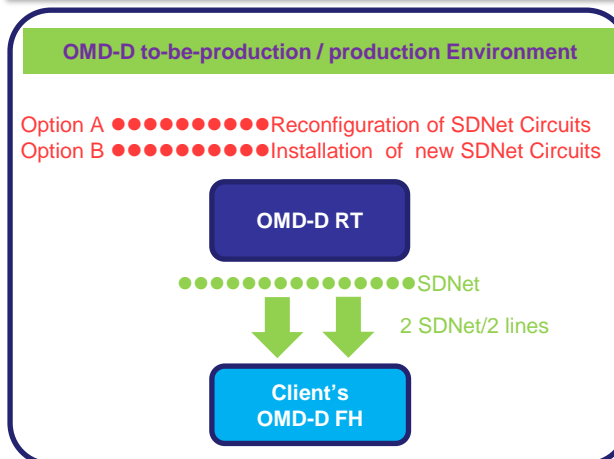 OMD-D to-be-production / production Environment
Option A ●●●●●●●●●●Reconfiguration of SDNet Circuits
Option B ●●●●●●●●●●Installation of new SDNet Circuits
OMD-D RT
●●●●●●●●●●●●●●●SDNet
2 SDNet/2 lines
Client's
OMD-D FH